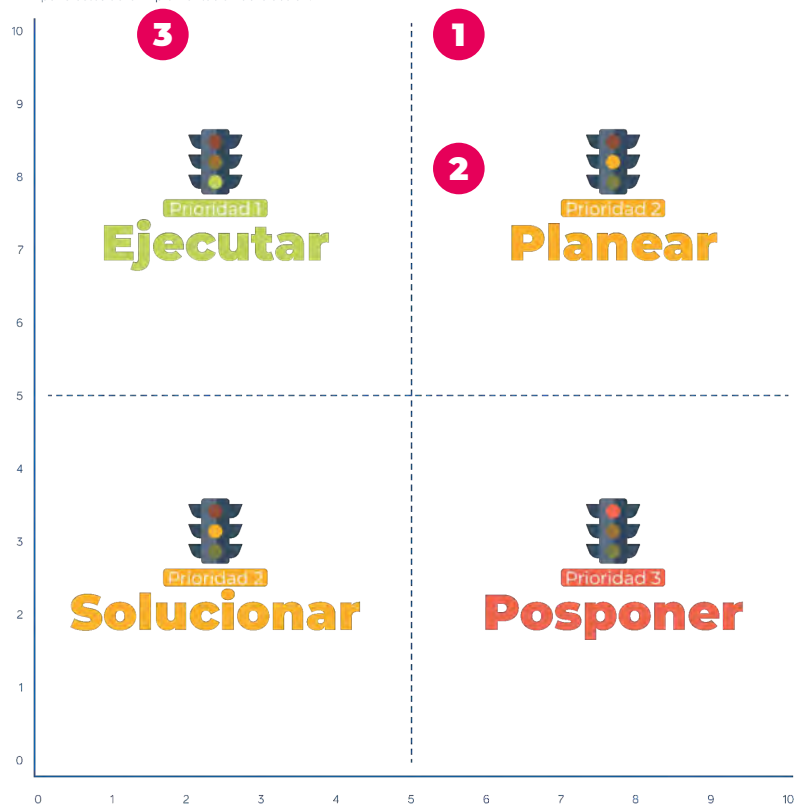 10
3
1
9
8
2
Prioridad 1
Ejecutar
Prioridad 2
Planear
7
6
5
4
3
Prioridad 2
Solucionar
Prioridad 3
Posponer
2
1
0
0 1 2 3 4 5 6 7 8 9 10